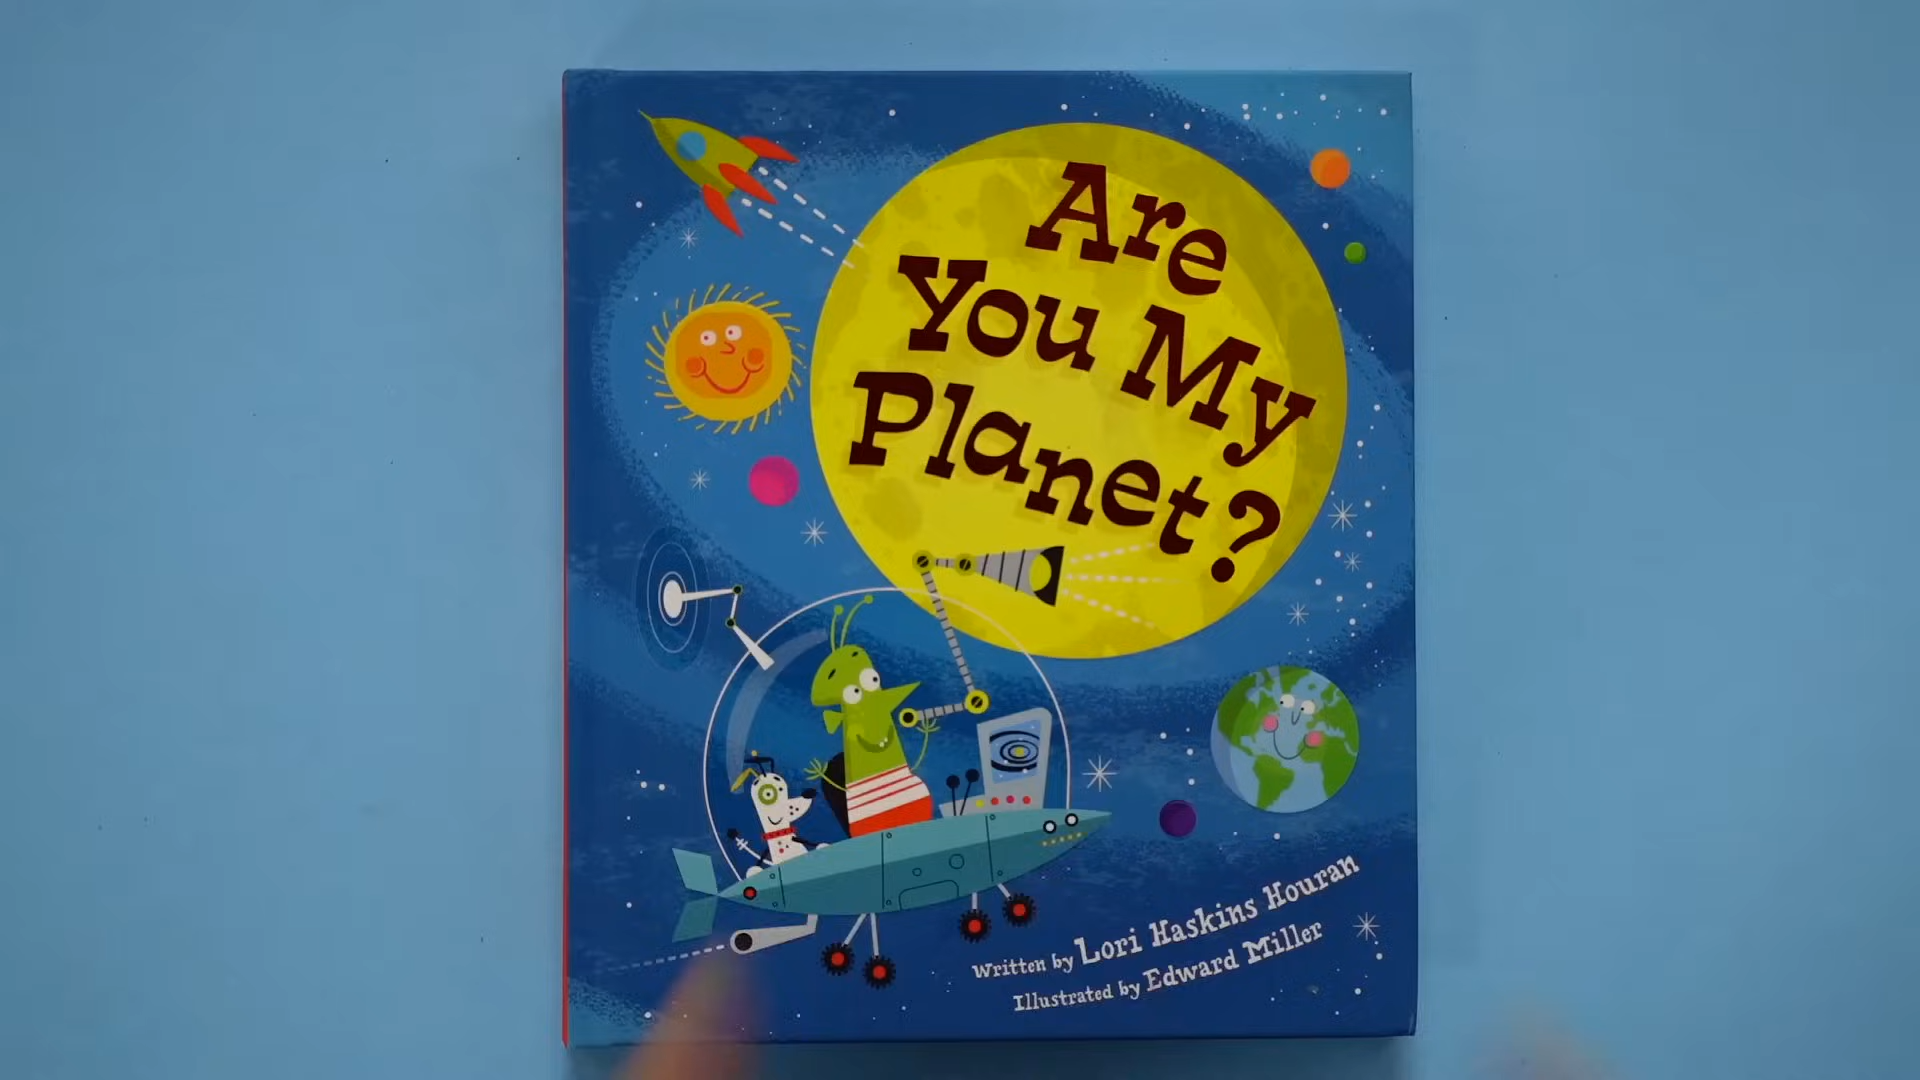 Are
You My
Planet?
Written by Lori Haskins Houran
Illustrated by Edward Miller